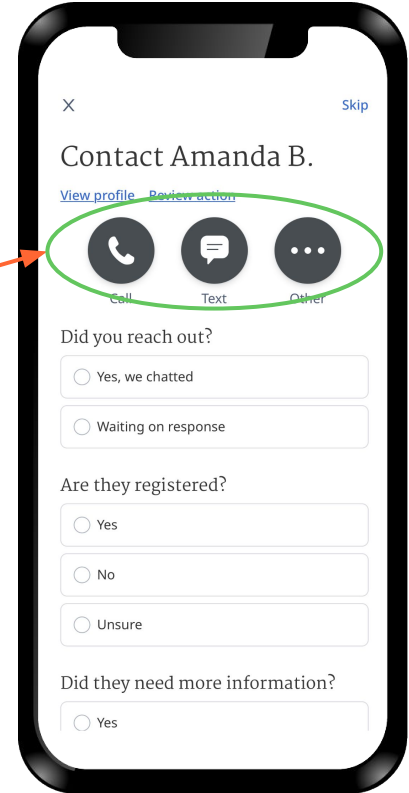 X Skip
Contact Amanda B.
View profile Review action
Call Text Other
Did you reach out?
Yes, we chatted
Waiting on response
Are they registered?
Yes
No
Unsure
Did they need more information?
Yes